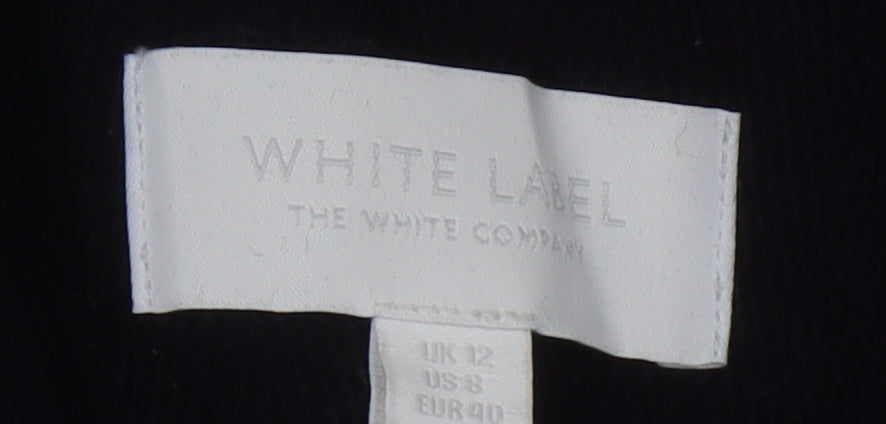 WHITE LABEL
THE WHITE COMPANY
UK 12
US 8
EUR 40